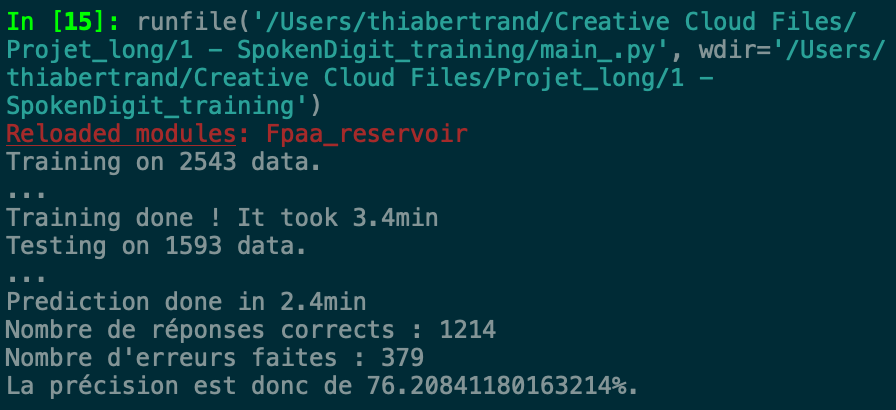 In [15]: runfile('/Users/thiabertrand/Creative Cloud Files/
Projet_long/1 - SpokenDigit_training/main_.py', wdir='/Users/
thiabertrand/Creative Cloud Files/Projet_long/1 -
SpokenDigit_training')
Reloaded modules: Fpaa_reservoir
Training on 2543 data.
...
Training done ! It took 3.4min
Testing on 1593 data.
...
Prediction done in 2.4min
Nombre de réponses corrects : 1214
Nombre d'erreurs faites : 379
La précision est donc de 76.20841180163214%.